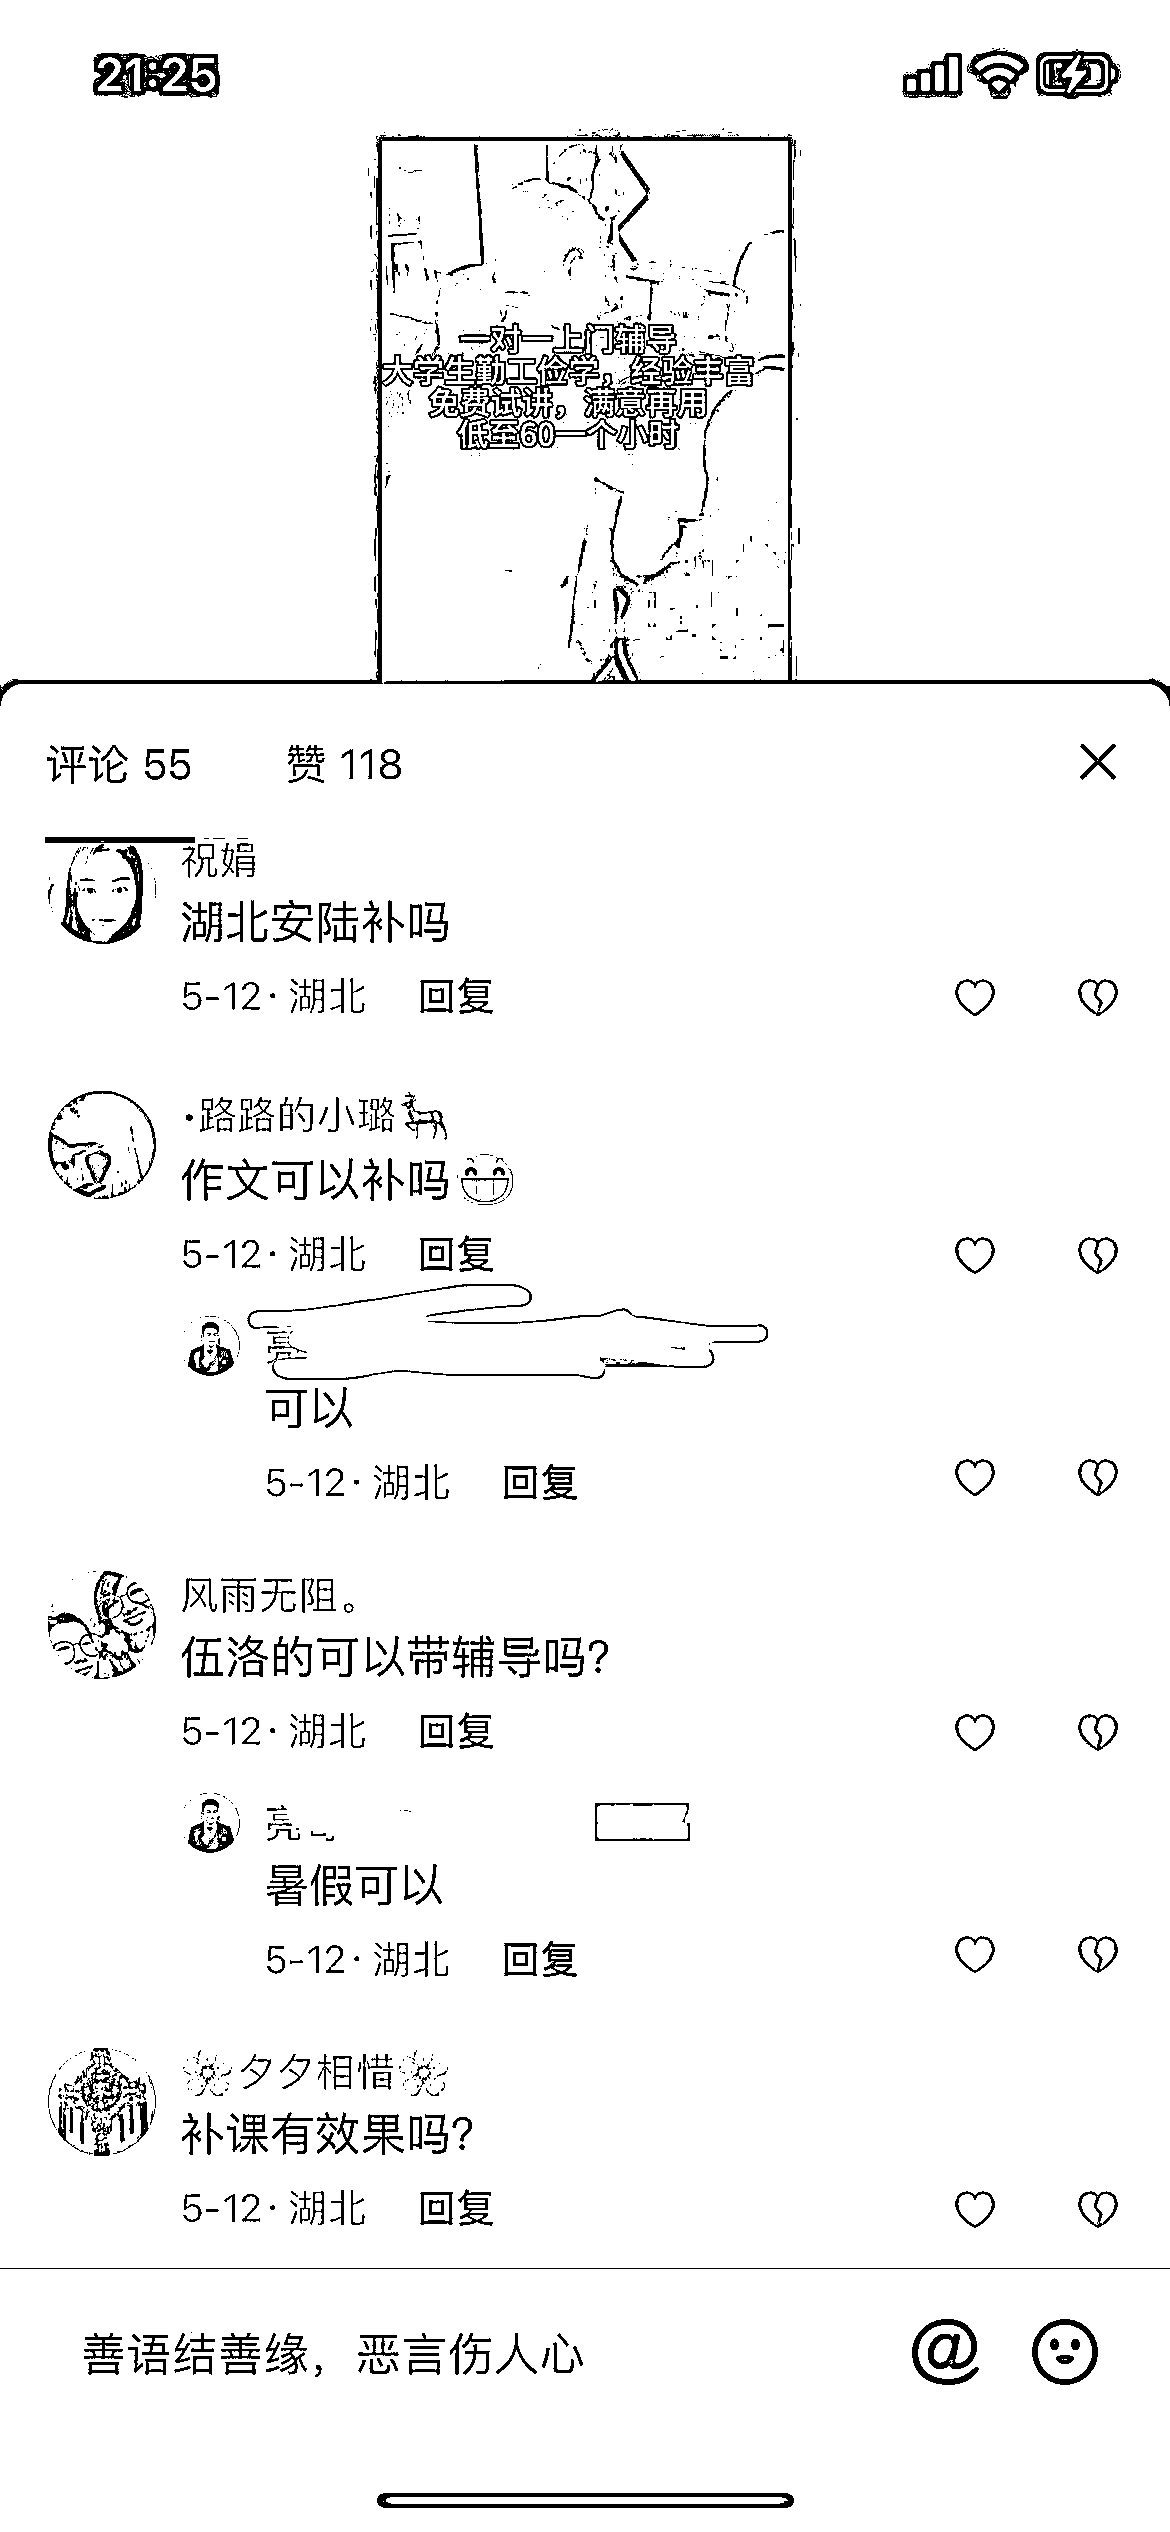 21:25
一对一上门辅导
大学生勤工俭学，经验丰富
免费试讲，满意再用
低至60一个小时
评论 55 赞 118
祝娟
湖北安陆补吗
5-12·湖北 回复
·路路的小璐🦌
作文可以补吗😁
5-12·湖北 回复
亮
可以
5-12·湖北 回复
风雨无阻。
伍洛的可以带辅导吗?
5-12·湖北 回复
亮
暑假可以
5-12·湖北 回复
🌸夕夕相惜🌸
补课有效果吗?
5-12·湖北 回复
善语结善缘，恶言伤人心